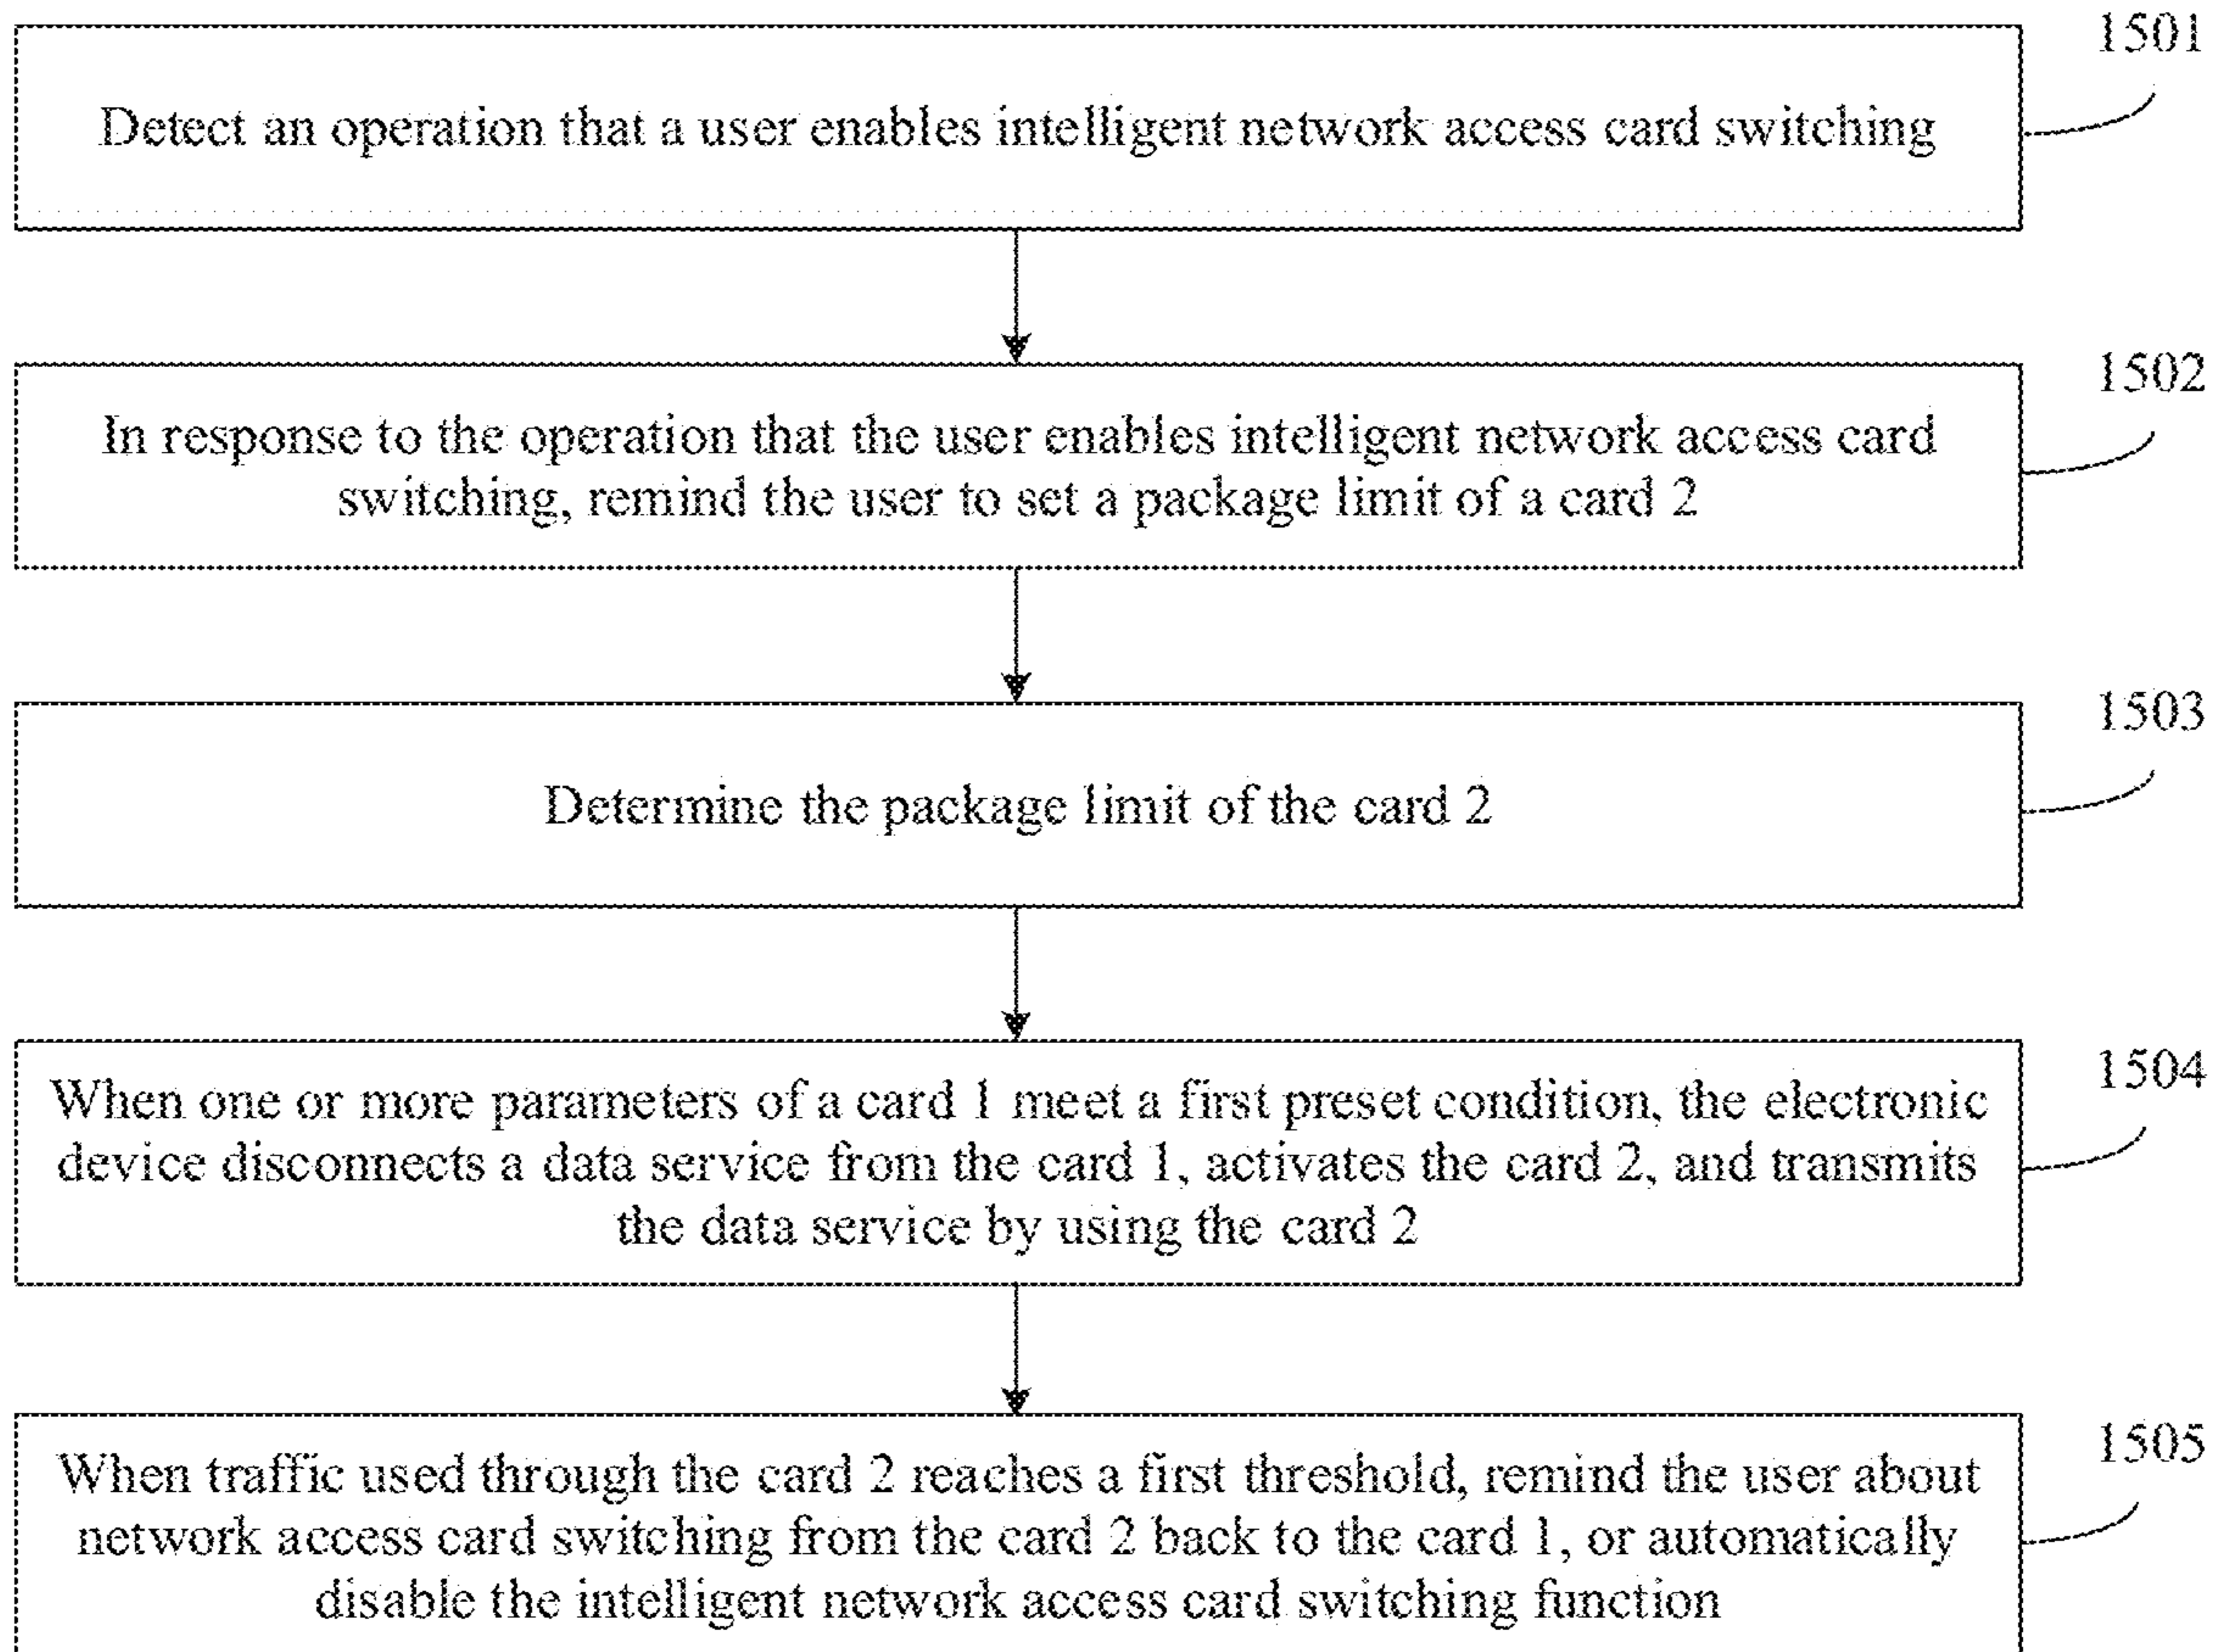 1501
Detect an operation that a user enables intelligent network access card switching
1502
In response to the operation that the user enables intelligent network access card
switching, remind the user to set a package limit of a card 2
1503
Determine the package limit of the card 2
1504
When one or more parameters of a card 1 meet a first preset condition, the electronic
device disconnects a data service from the card 1, activates the card 2, and transmits
the data service by using the card 2
1505
When traffic used through the card 2 reaches a first threshold, remind the user about
network access card switching from the card 2 back to the card 1, or automatically
disable the intelligent network access card switching function